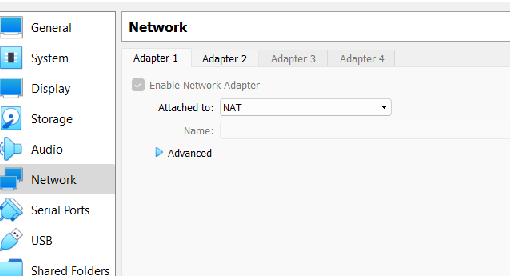 General
System
Display
Storage
Audio
Network
Serial Ports
USB
Shared Folders
Network
Adapter 1 Adapter 2 Adapter 3 Adapter 4
Enable Network Adapter
Attached to: NAT
Name:
Advanced